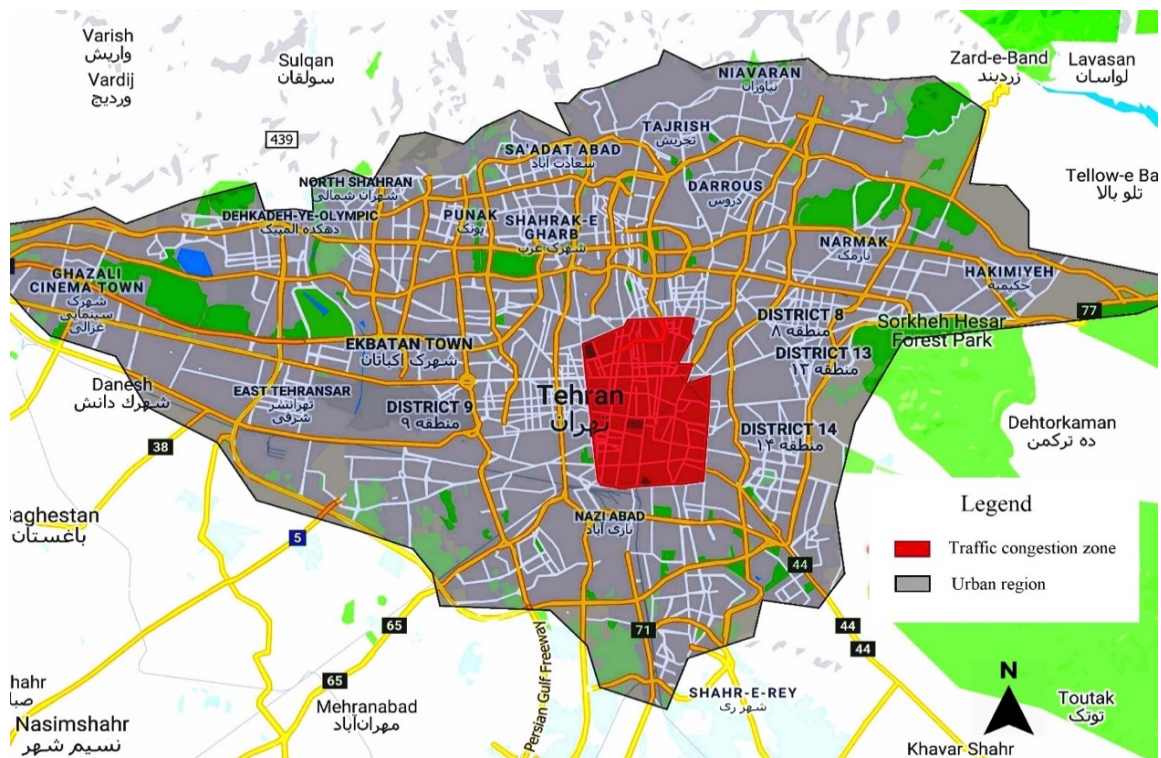 Varish
واریش
Vardij
وردیج
Sulqan
سولقان
Zard-e-Band
زردبند
Lavasan
لواسان
NIAVARAN
نیاوران
439
TAJRISH
تجریش
SA'ADAT ABAD
سعادت آباد
NORTH SHAHRAN
شهران شمالی
DARROUS
دروس
Tellow-e Ba
تلو بالا
DEHKADEH-YE-OLYMPIC
دهکده المپیک
PUNAK
پونک
SHAHRAK-E
GHARB
شهرک غرب
NARMAK
نارمک
GHAZALI
CINEMA TOWN
شهرک
سینمایی
غزالی
HAKIMIYEH
حکیمیه
77
DISTRICT 8
منطقه ۸
Sorkheh Hesar
Forest Park
EKBATAN TOWN
شهرک اکباتان
DISTRICT 13
منطقه ۱۳
Danesh
شهرک دانش
EAST TEHRANSAR
تهرانسر
شرقی
DISTRICT 9
منطقه ۹
Tehran
تهران
DISTRICT 14
منطقه ۱۴
Dehtorkaman
ده ترکمن
38
Baghestan
باغستان
5
NAZI ABAD
نازی آباد
Legend
Traffic congestion zone
Urban region
44
65
71
44
44
65
Persian Gulf Freeway
hahr
صبا
Mehranabad
مهران‌آباد
SHAHR-E-REY
شهر ری
N
Toutak
توتک
Nasimshahr
نسیم شهر
Khavar Shahr